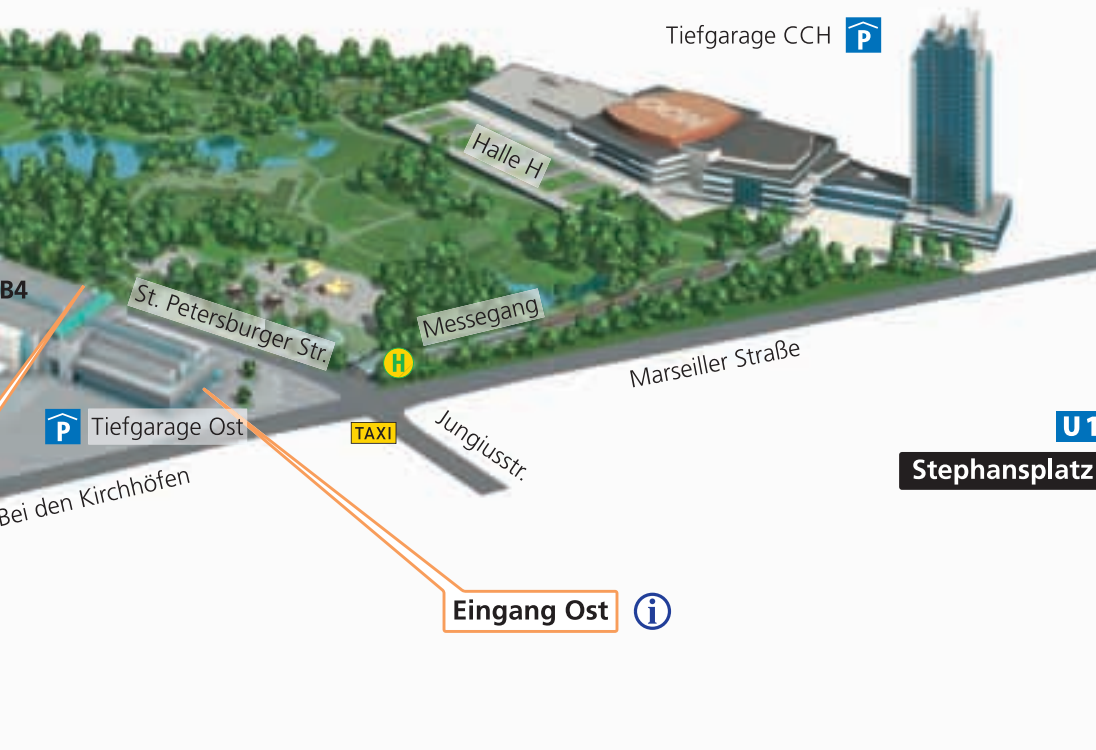 Tiefgarage CCH
P
Halle H
B4
St. Petersburger Str.
Messegang
H
Marseiller Straße
P
Tiefgarage Ost
TAXI
Jungiusstr.
U1
Stephansplatz
Bei den Kirchhöfen
Eingang Ost
i